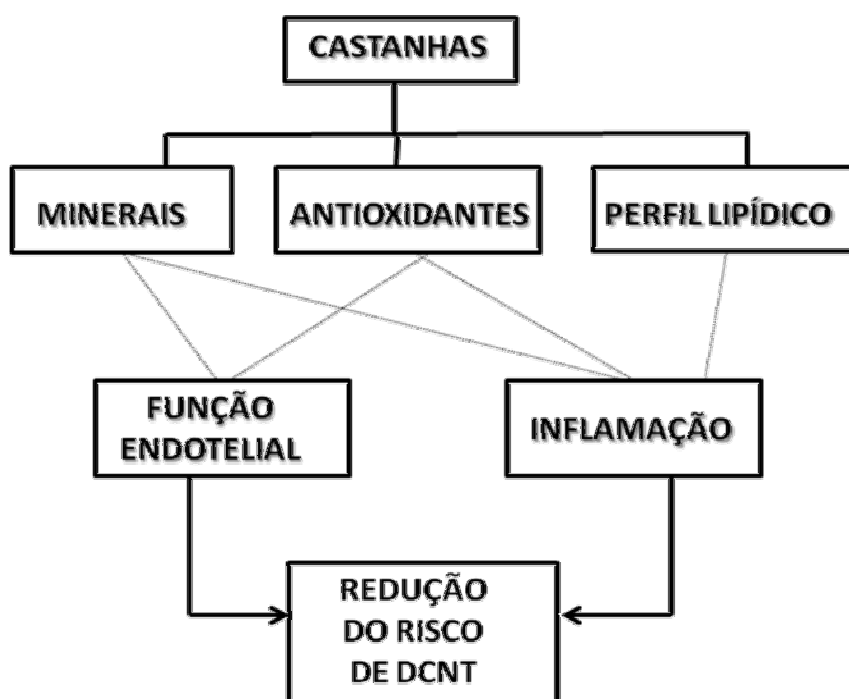 CASTANHAS
MINERAIS
ANTIOXIDANTES
PERFIL LIPÍDICO
FUNÇÃO
ENDOTELIAL
INFLAMAÇÃO
REDUÇÃO
DO RISCO
DE DCNT